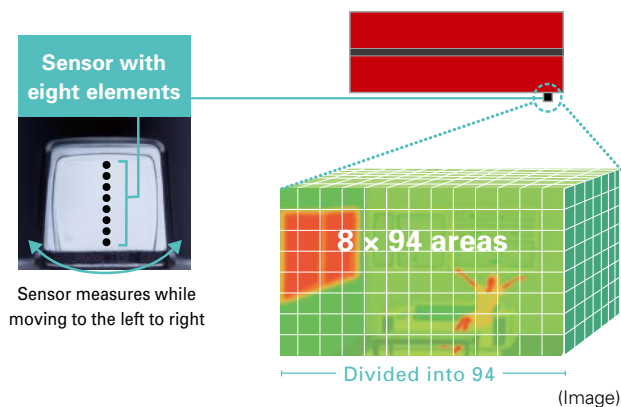 Sensor with
eight elements
8 × 94 areas
Sensor measures while
moving to the left to right
Divided into 94
(Image)